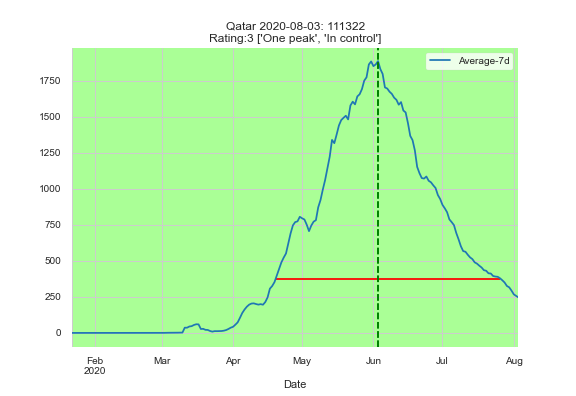 Qatar 2020-08-03: 111322
Rating:3 ['One peak', 'In control']
Average-7d
1750
1500
1250
1000
750
500
250
0
Feb Mar Apr May Jun Jul Aug
2020
Date